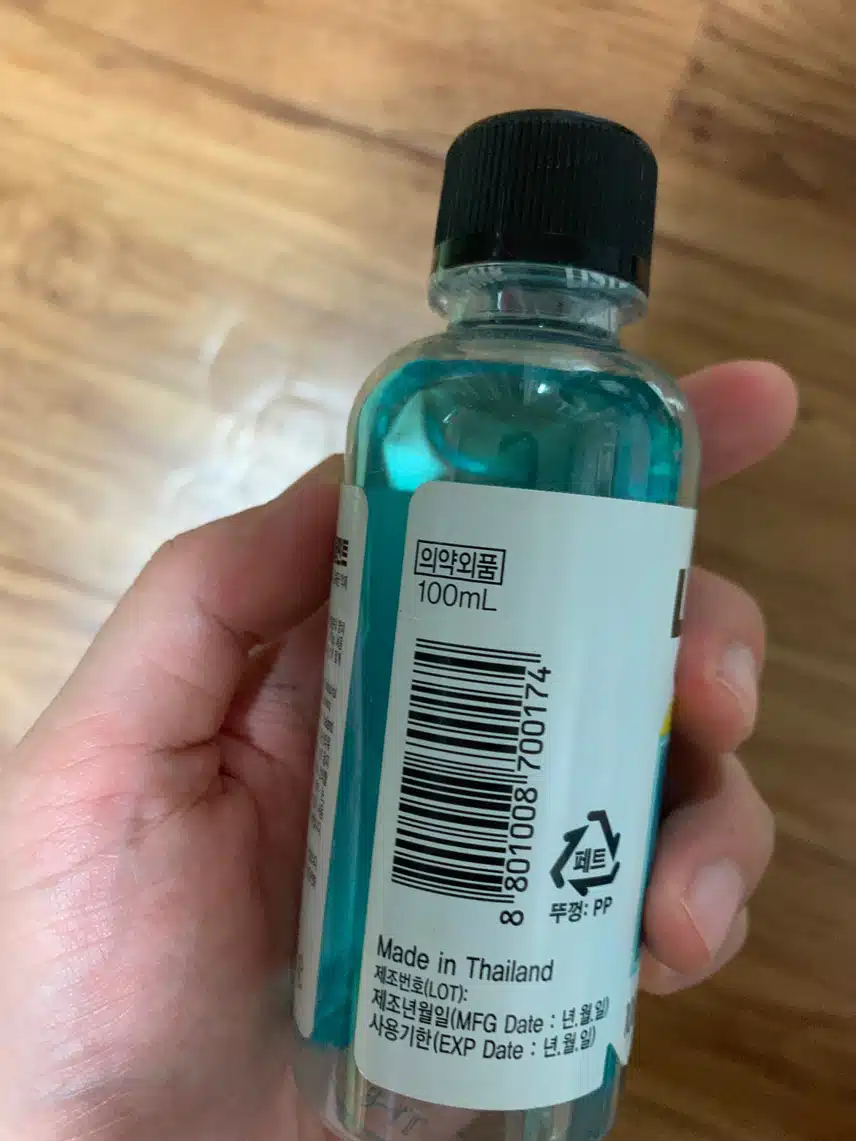 의약외품
100mL
8 801008 700174
페트
뚜껑: PP
Made in Thailand
제조번호(LOT):
제조년월일(MFG Date : 년.월.일)
사용기한(EXP Date : 년.월.일)